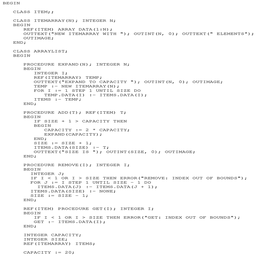 BEGIN
CLASS ITEM;;
CLASS ITEMARRAY(N); INTEGER N;
BEGIN
REF(ITEM) ARRAY DATA(1:N);
OUTTEXT("NEW ITEMARRAY WITH "); OUTINT(N, 0); OUTTEXT(" ELEMENTS");
OUTIMAGE;
END;
CLASS ARRAYLIST;
BEGIN
PROCEDURE EXPAND(N); INTEGER N;
BEGIN
INTEGER I;
REF(ITEMARRAY) TEMP;
OUTTEXT("EXPAND TO CAPACITY "); OUTINT(N, 0); OUTIMAGE;
TEMP :- NEW ITEMARRAY(N);
FOR I := 1 STEP 1 UNTIL SIZE DO
TEMP.DATA(I) :- ITEMS.DATA(I);
ITEMS :- TEMP;
END;
PROCEDURE ADD(T); REF(ITEM) T;
BEGIN
IF SIZE + 1 > CAPACITY THEN
BEGIN
CAPACITY := 2 * CAPACITY;
EXPAND(CAPACITY);
END;
SIZE := SIZE + 1;
ITEMS.DATA(SIZE) :- T;
OUTTEXT("SIZE IS "); OUTINT(SIZE, 0); OUTIMAGE;
END;
PROCEDURE REMOVE(I); INTEGER I;
BEGIN
INTEGER J;
IF I < 1 OR I > SIZE THEN ERROR("REMOVE: INDEX OUT OF BOUNDS");
FOR J := I STEP 1 UNTIL SIZE - 1 DO
ITEMS.DATA(J) :- ITEMS.DATA(J + 1);
ITEMS.DATA(SIZE) :- NONE;
SIZE := SIZE - 1;
END;
REF(ITEM) PROCEDURE GET(I); INTEGER I;
BEGIN
IF I < 1 OR I > SIZE THEN ERROR("GET: INDEX OUT OF BOUNDS");
GET :- ITEMS.DATA(I);
END;
INTEGER CAPACITY;
INTEGER SIZE;
REF(ITEMARRAY) ITEMS;
CAPACITY := 20;